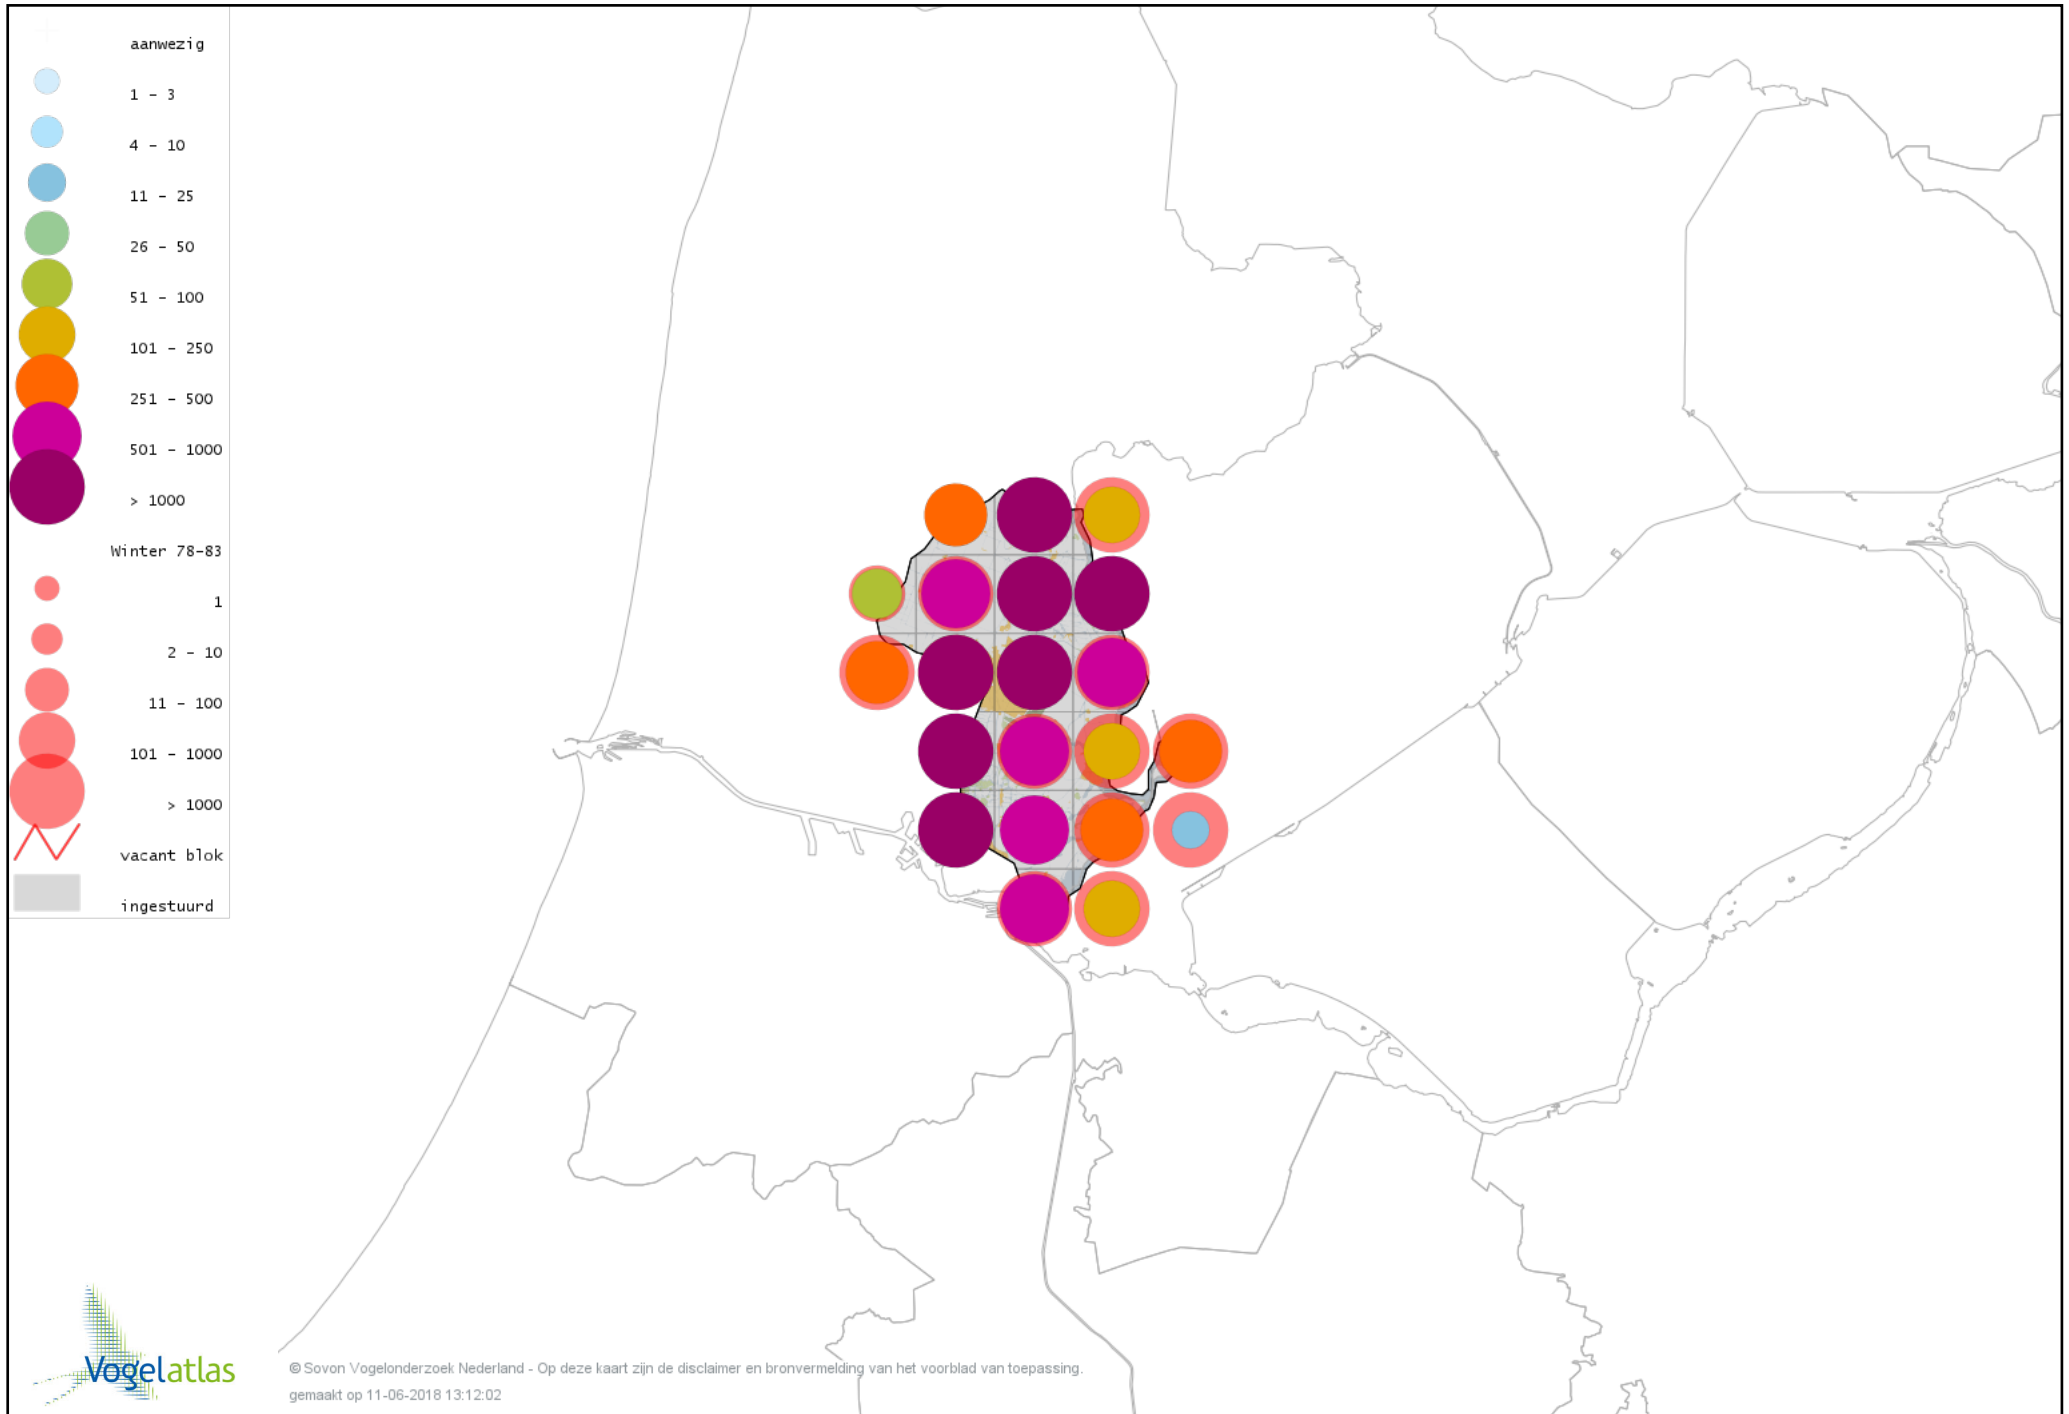 aanwezig
1 - 3
4 - 10
11 - 25
26 - 50
51 - 100
101 - 250
251 - 500
501 - 1000
> 1000
Winter 78-83
1
2 - 10
11 - 100
101 - 1000
> 1000
vacant blok
ingestuurd
Vogelatlas
© Sovon Vogelonderzoek Nederland - Op deze kaart zijn de disclaimer en bronvermelding van het voorblad van toepassing.
gemaakt op 11-06-2018 13:12:02